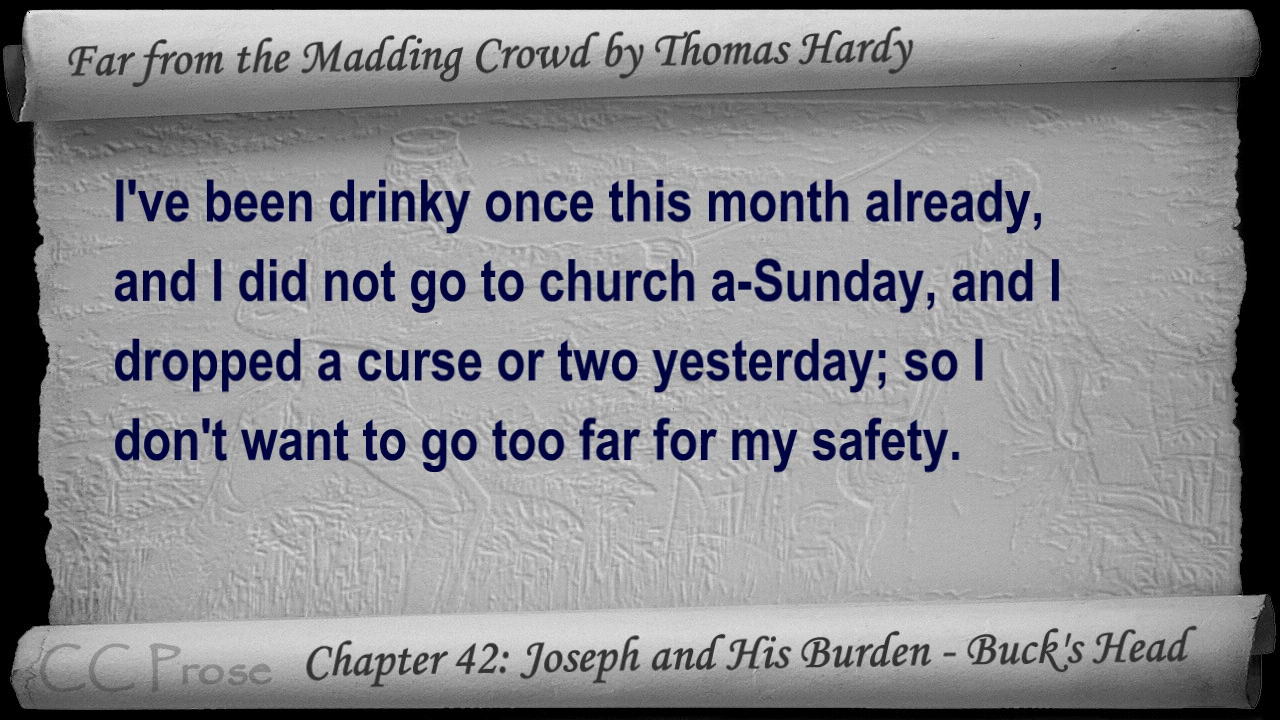 Far from the Madding Crowd by Thomas Hardy
I've been drinky once this month already,
and I did not go to church a-Sunday, and I
dropped a curse or two yesterday; so I
don't want to go too far for my safety.
CC Prose
Chapter 42: Joseph and His Burden - Buck's Head